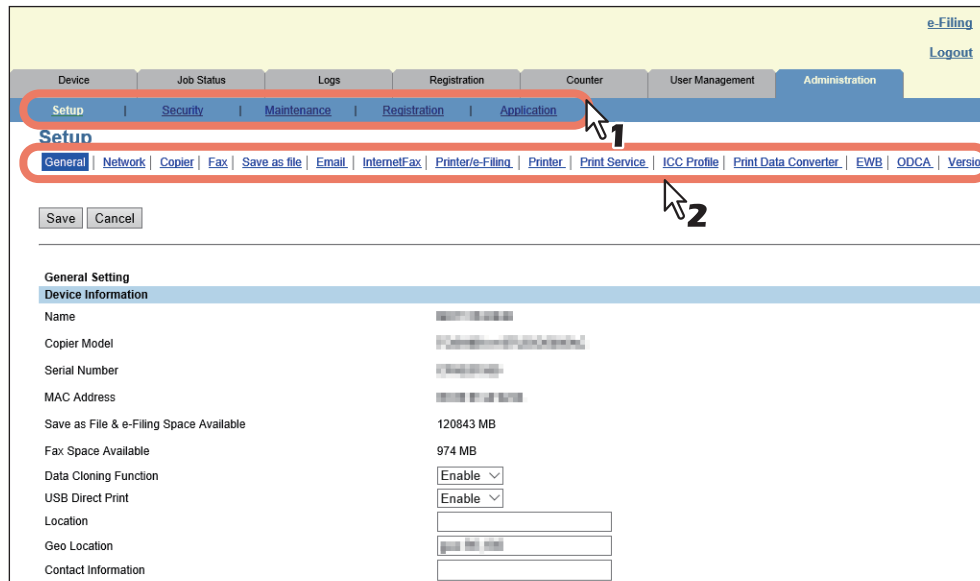 e-Filing
Logout
Device Job Status Logs Registration Counter User Management Administration
Setup | Security | Maintenance | Registration | Application
1
Setup
General | Network | Copier | Fax | Save as file | Email | InternetFax | Printer/e-Filing | Printer | Print Service | ICC Profile | Print Data Converter | EWB | ODCA | Versio
2
Save Cancel
General Setting
Device Information
Name
Copier Model
Serial Number
MAC Address
Save as File & e-Filing Space Available 120843 MB
Fax Space Available 974 MB
Data Cloning Function Enable
USB Direct Print Enable
Location
Geo Location
Contact Information